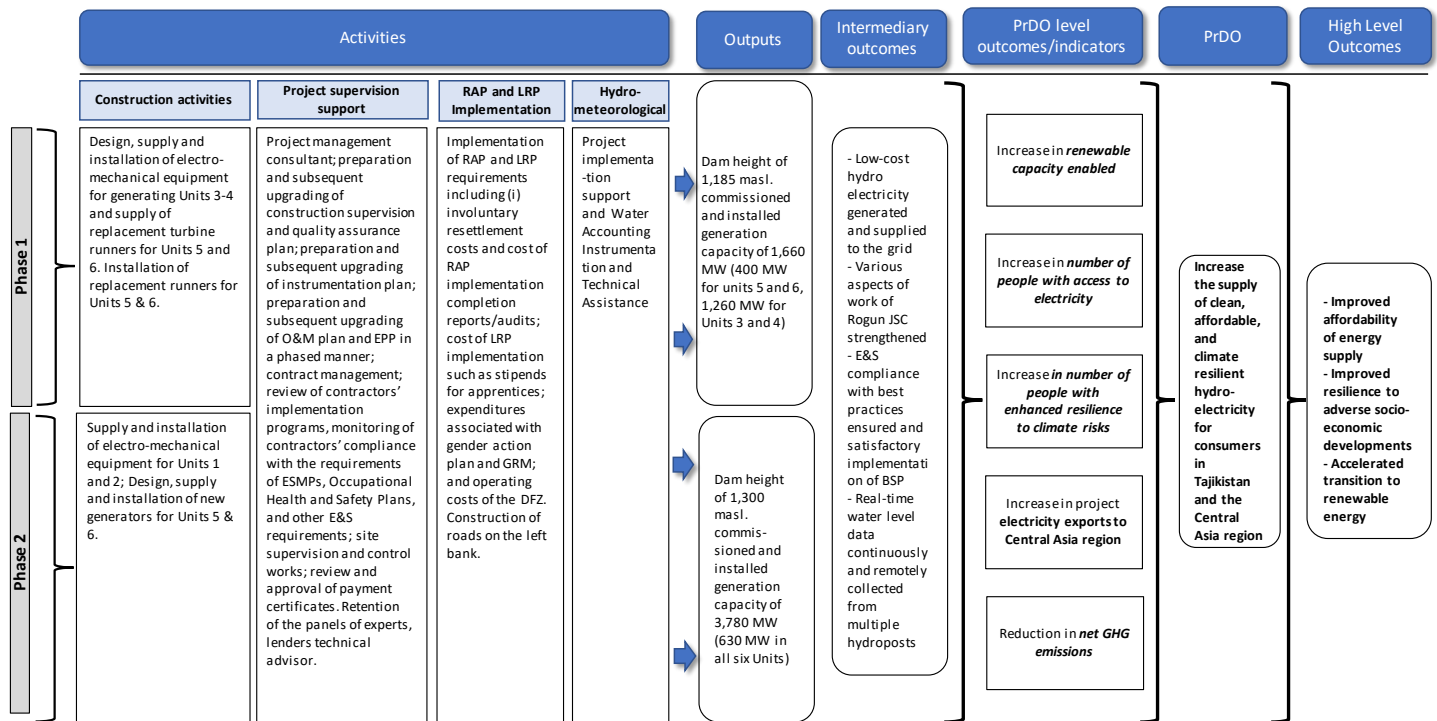 Activities
Outputs
Intermediary
outcomes
PrDO level
outcomes/indicators
PrDO
High Level
Outcomes
Construction activities
Project supervision
support
RAP and LRP
Implementation
Hydro-
meteorological
Phase 1
Design, supply and
installation of electro-
mechanical equipment
for generating Units 3-4
and supply of
replacement turbine
runners for Units 5 and
6. Installation of
replacement runners for
Units 5 & 6.
Phase 2
Supply and installation
of electro-mechanical
equipment for Units 1
and 2; Design, supply
and installation of new
generators for Units 5 &
6.
Project management
consultant; preparation
and subsequent
upgrading of
construction supervision
and quality assurance
plan; preparation and
subsequent upgrading
of instrumentation plan;
preparation and
subsequent upgrading
of O&M plan and EPP in
a phased manner;
contract management;
review of contractors'
implementation
programs, monitoring of
contractors' compliance
with the requirements
of ESMPs, Occupational
Health and Safety Plans,
and other E&S
requirements; site
supervision and control
works; review and
approval of payment
certificates. Retention
of the panels of experts,
lenders technical
advisor.
Implementation
of RAP and LRP
requirements
including (i)
involuntary
resettlement
costs and cost of
RAP
implementation
completion
reports/audits;
cost of LRP
implementation
such as stipends
for apprentices;
expenditures
associated with
gender action
plan and GRM;
and operating
costs of the DFZ.
Construction of
roads on the left
bank.
Project
implementa
-tion
support
and Water
Accounting
Instrumenta
tion and
Technical
Assistance
Dam height of
1,185 masl.
commissioned
and installed
generation
capacity of 1,660
MW (400 MW
for units 5 and 6,
1,260 MW for
Units 3 and 4)
Dam height of
1,300 masl.
commis-
sioned and
installed
generation
capacity of
3,780 MW
(630 MW in
all six Units)
- Low-cost
hydro
electricity
generated
and supplied
to the grid
- Various
aspects of
work of
Rogun JSC
strengthened
- E&S
compliance
with best
practices
ensured and
satisfactory
implementati
on of BSP
- Real-time
water level
data
continuously
and remotely
collected
from
multiple
hydroposts
Increase in renewable
capacity enabled
Increase in number of
people with access to
electricity
Increase in number of
people with
enhanced resilience
to climate risks
Increase in project
electricity exports to
Central Asia region
Reduction in net GHG
emissions
Increase
the supply
of clean,
affordable,
and
climate
resilient
hydro-
electricity
for
consumers
in
Tajikistan
and the
Central
Asia region
- Improved
affordability
of energy
supply
- Improved
resilience to
adverse socio-
economic
developments
- Accelerated
transition to
renewable
energy